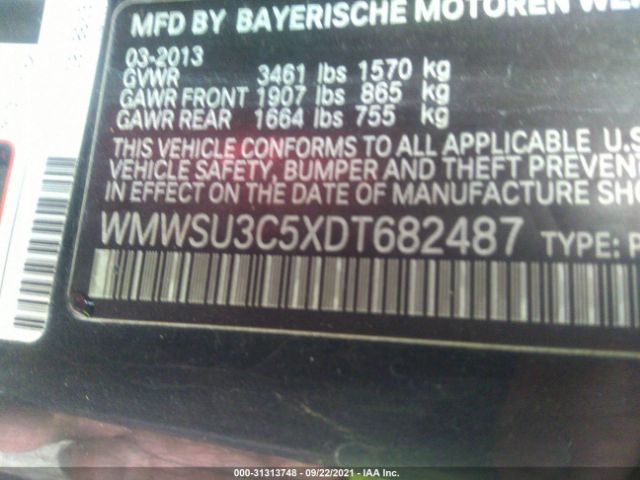 MFD BY BAYERISCHE MOTOREN
03-2013
GVWR 3461 lbs 1570 kg
GAWR FRONT 1907 lbs 865 kg
GAWR REAR 1664 lbs 755 kg
THIS VEHICLE CONFORMS TO ALL APPLICABLE U.S
VEHICLE SAFETY, BUMPER AND THEFT PREVEN
IN EFFECT ON THE DATE OF MANUFACTURE SHO
WMWSU3C5XDT682487 TYPE: P
000-31313748 - 09/22/2021 - IAA Inc.